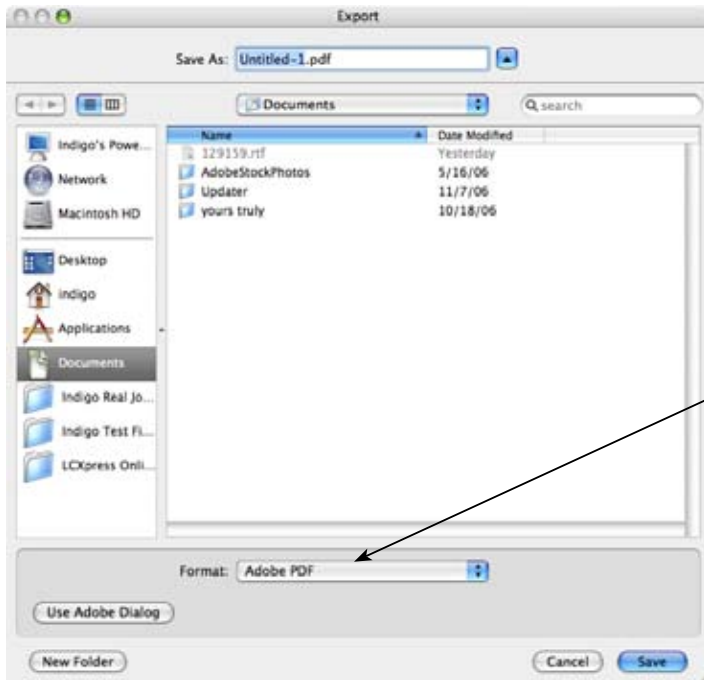 Export
Save As: Untitled-1.pdf
Documents
search
Name Date Modified
129159.rtf Yesterday
AdobeStockPhotos 5/16/06
Updater 11/7/06
yours truly 10/18/06
Indigo's Powe...
Network
Macintosh HD
Desktop
indigo
Applications
Documents
Indigo Real Jo...
Indigo Test Fi...
LCXpress Onli...
Format: Adobe PDF
Use Adobe Dialog
New Folder
Cancel Save